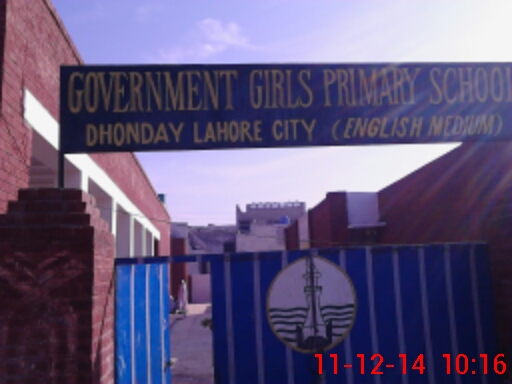 GOVERNMENT GIRLS PRIMARY SCHOOL
DHONDAY LAHORE CITY (ENGLISH MEDIUM)
11-12-14 10:16